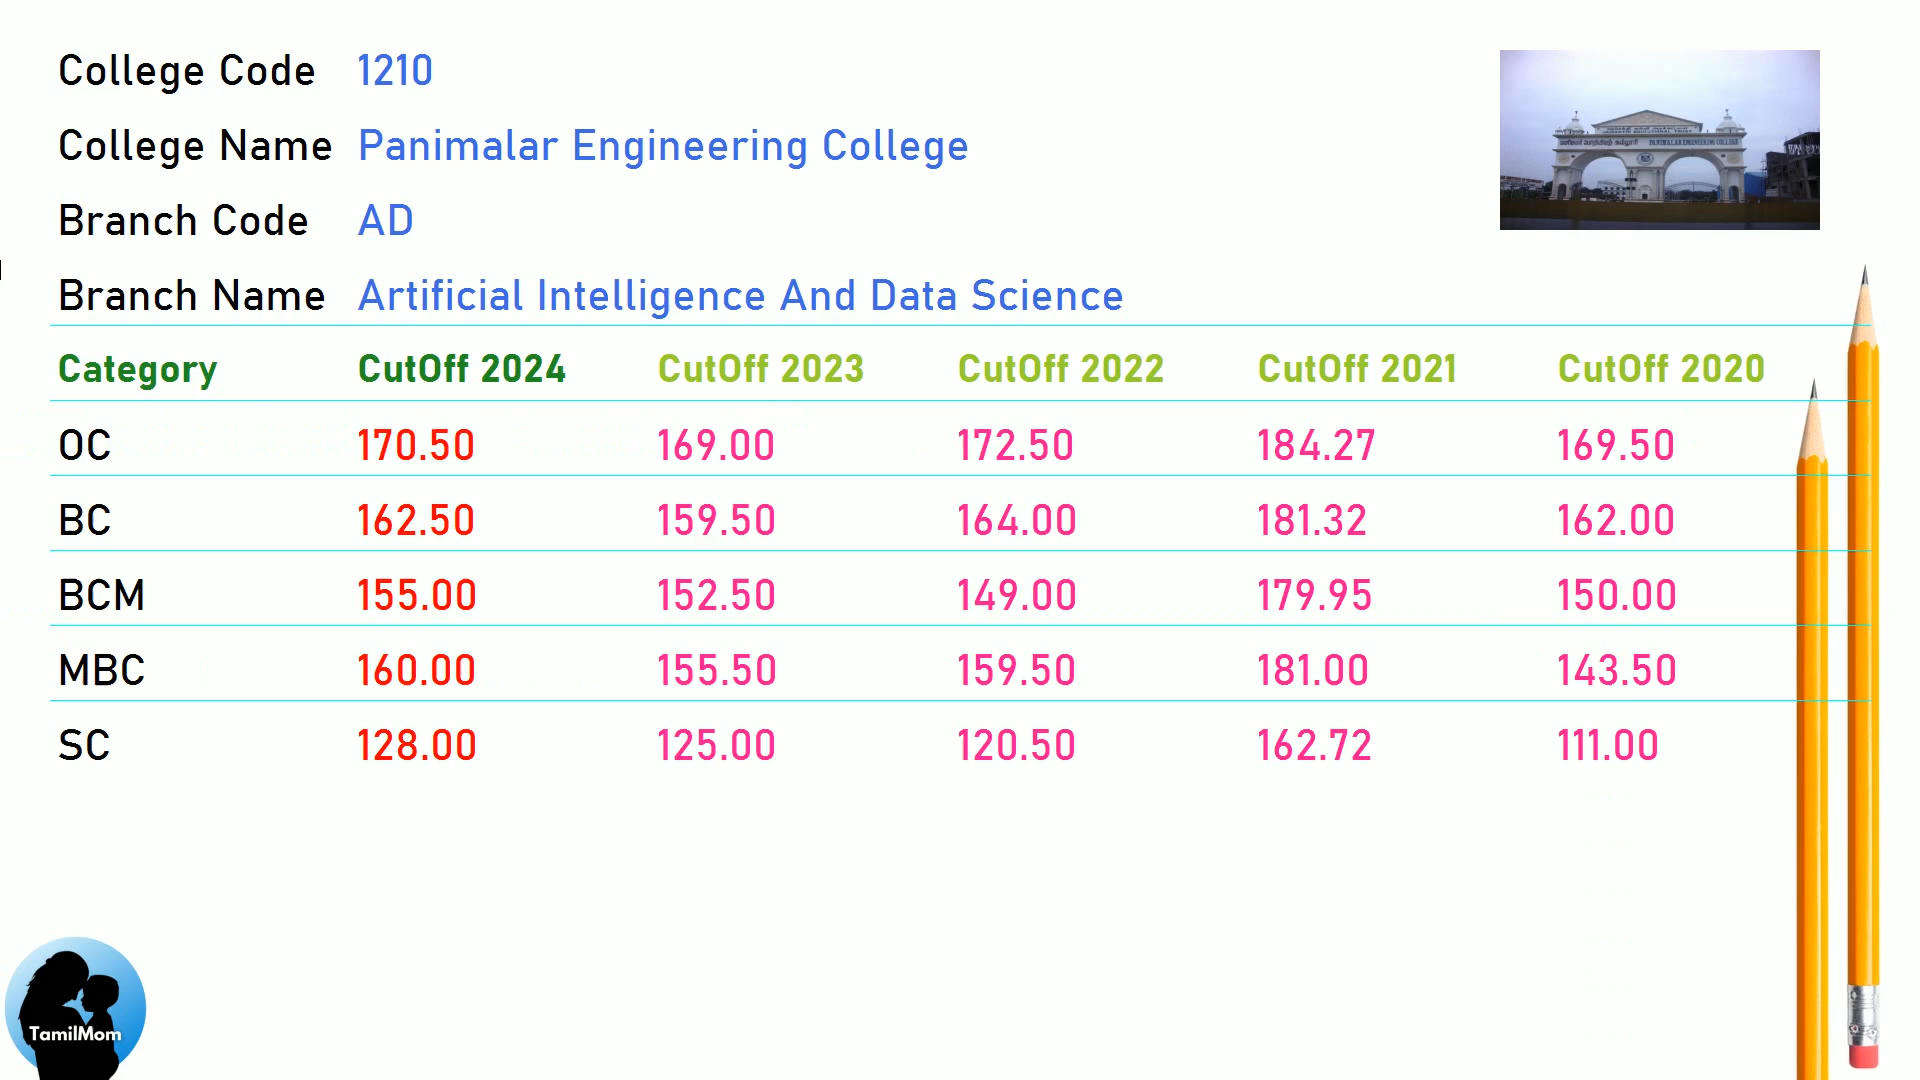 College Code 1210
College Name Panimalar Engineering College
Branch Code AD
Branch Name Artificial Intelligence And Data Science
Category CutOff 2024 CutOff 2023 CutOff 2022 CutOff 2021 CutOff 2020
OC 170.50 169.00 172.50 184.27 169.50
BC 162.50 159.50 164.00 181.32 162.00
BCM 155.00 152.50 149.00 179.95 150.00
MBC 160.00 155.50 159.50 181.00 143.50
SC 128.00 125.00 120.50 162.72 111.00
PANIMALAR ENGINEERING COLLEGE
TamilMom